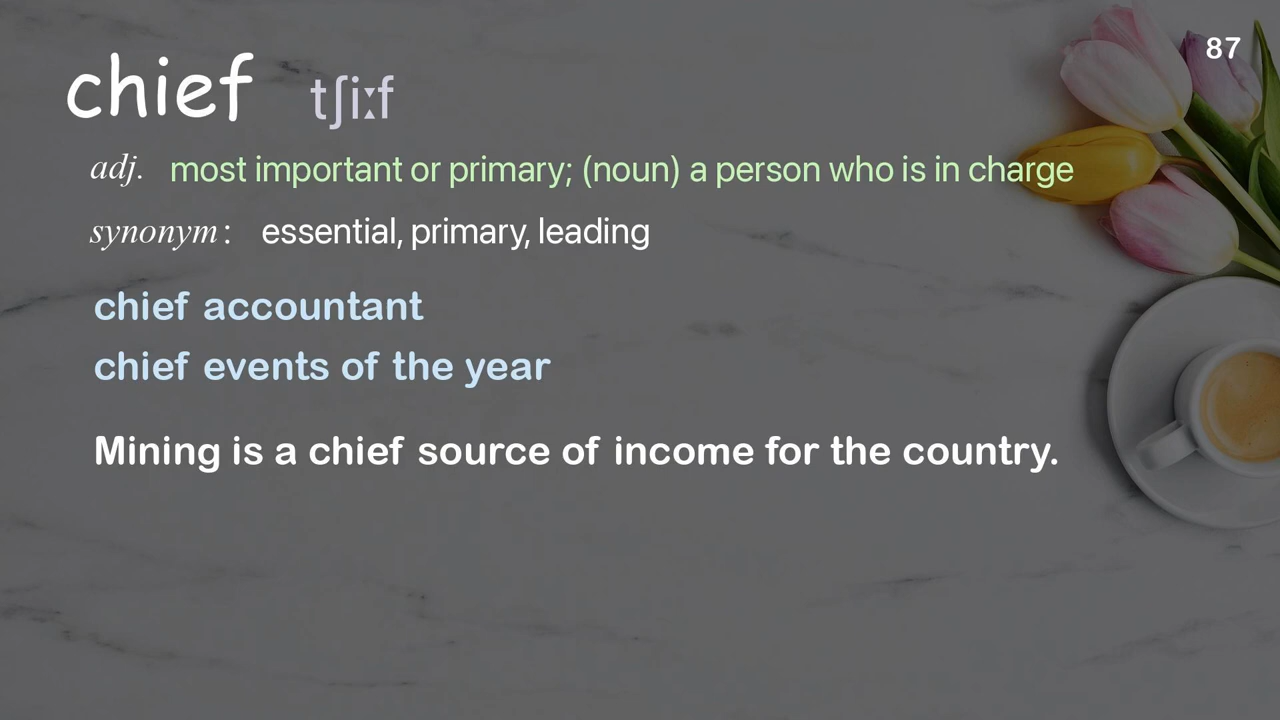 87
chief tʃiːf
adj. most important or primary; (noun) a person who is in charge
synonym : essential, primary, leading
chief accountant
chief events of the year
Mining is a chief source of income for the country.